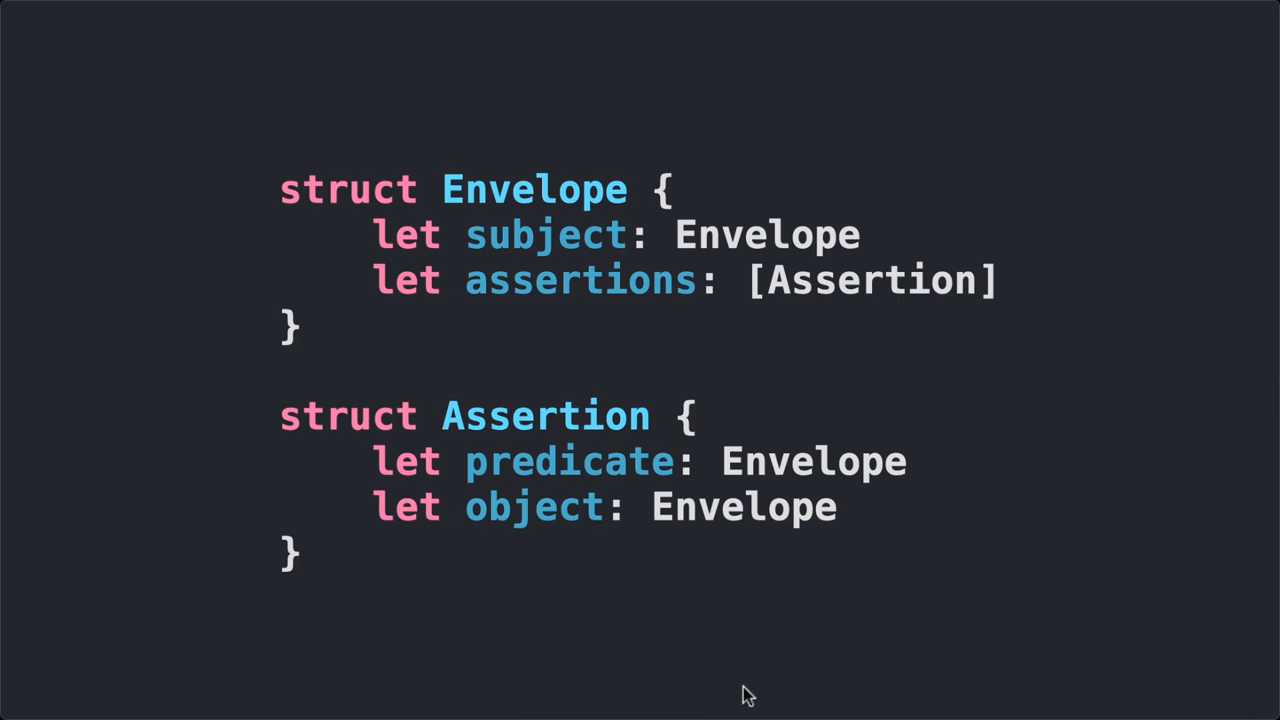 struct Envelope {
    let subject: Envelope
    let assertions: [Assertion]
}
struct Assertion {
    let predicate: Envelope
    let object: Envelope
}